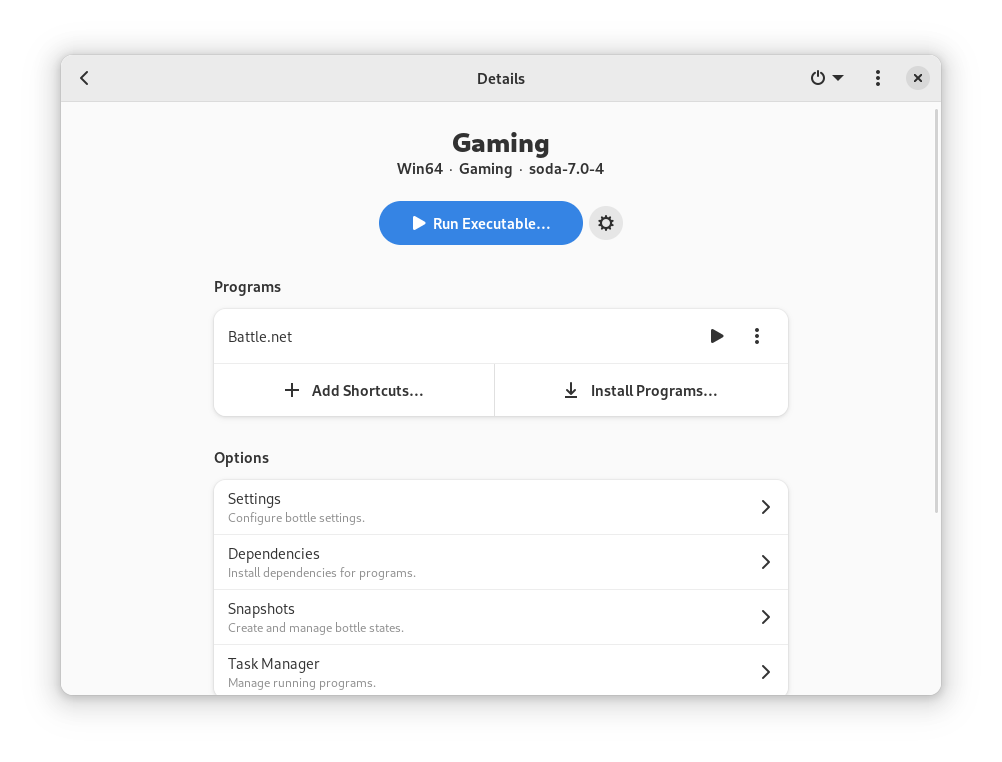 Details
Gaming
Win64 · Gaming · soda-7.0-4
Run Executable...
Programs
Battle.net
Add Shortcuts...
Install Programs...
Options
Settings
Configure bottle settings.
Dependencies
Install dependencies for programs.
Snapshots
Create and manage bottle states.
Task Manager
Manage running programs.